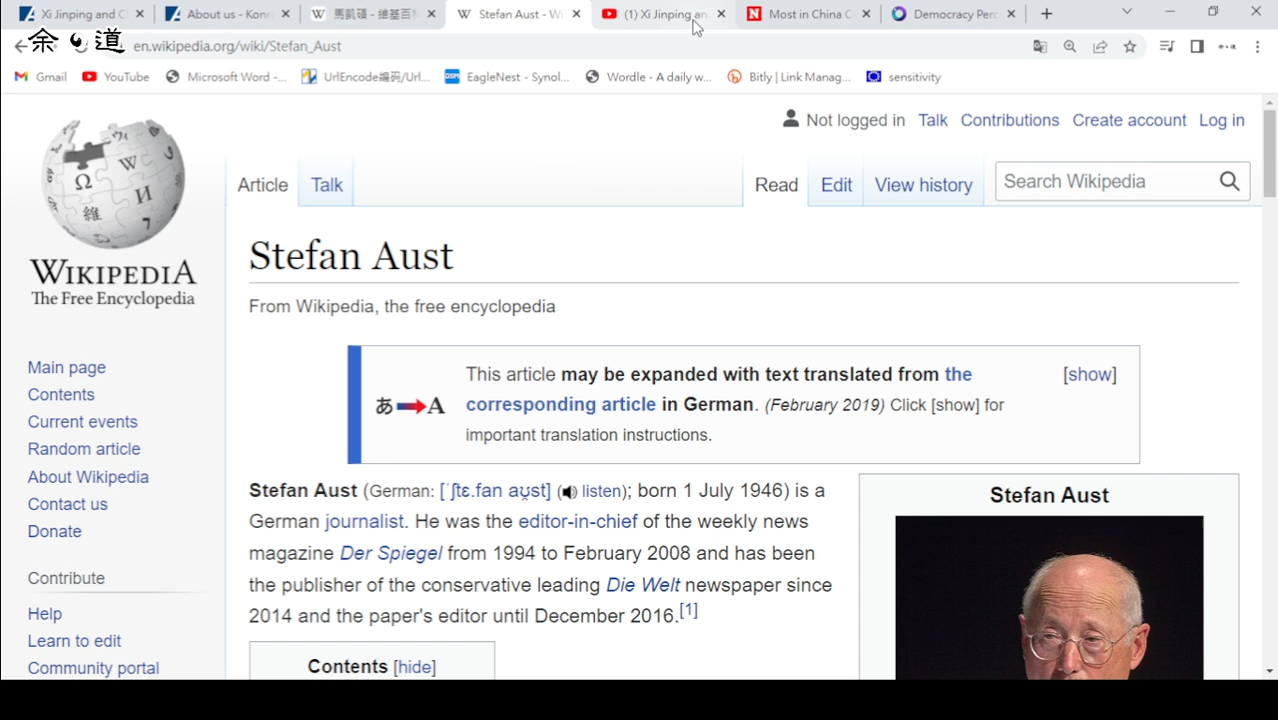 Xi Jinping and C
About us - Konr
馬凱碩 - 維基百科
Stefan Aust - Wi
(1) Xi Jinping an
Most in China C
Democracy Perc
余 道
en.wikipedia.org/wiki/Stefan_Aust
Gmail
YouTube
Microsoft Word -...
UrlEncode编码/Url...
DSM
EagleNest - Synol...
Wordle - A daily w...
Bitly | Link Manag...
sensitivity
Not logged in Talk Contributions Create account Log in
Article Talk Read Edit View history Search Wikipedia
WIKIPEDIA
The Free Encyclopedia
Main page
Contents
Current events
Random article
About Wikipedia
Contact us
Donate
Contribute
Help
Learn to edit
Community portal
Stefan Aust
From Wikipedia, the free encyclopedia
あ A
This article may be expanded with text translated from the [show]
corresponding article in German. (February 2019) Click [show] for
important translation instructions.
Stefan Aust (German: [ˈʃtɛ.fan aʊ̯st] (listen); born 1 July 1946) is a
German journalist. He was the editor-in-chief of the weekly news
magazine Der Spiegel from 1994 to February 2008 and has been
the publisher of the conservative leading Die Welt newspaper since
2014 and the paper's editor until December 2016.[1]
Contents [hide]
Stefan Aust